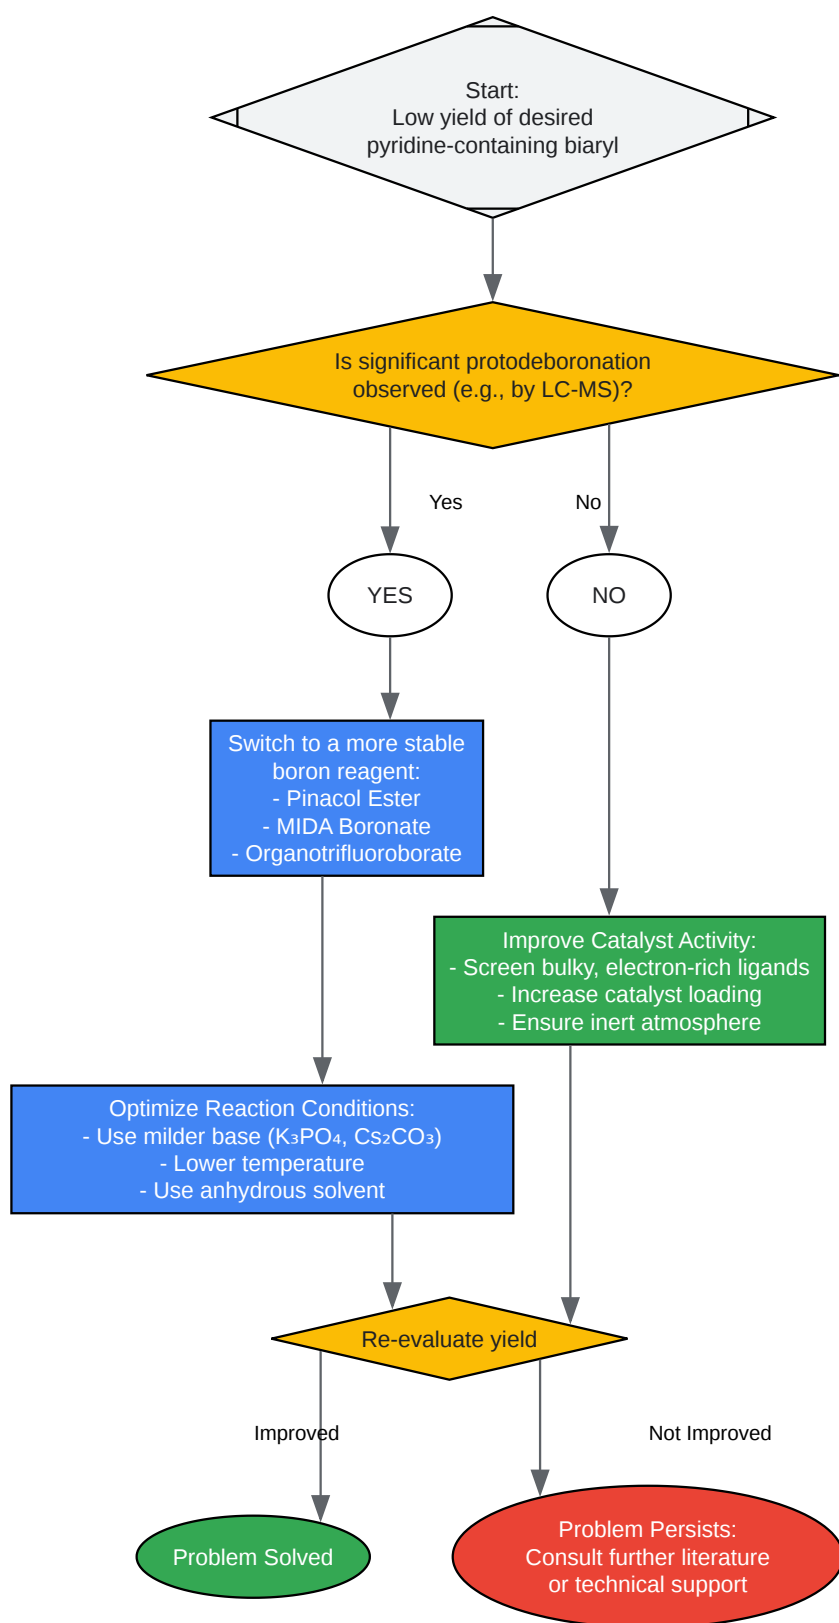 Start:
Low yield of desired
pyridine-containing biaryl
Is significant protodeboronation
observed (e.g., by LC-MS)?
Yes
No
YES
NO
Switch to a more stable
boron reagent:
- Pinacol Ester
- MIDA Boronate
- Organotrifluoroborate
Improve Catalyst Activity:
- Screen bulky, electron-rich ligands
- Increase catalyst loading
- Ensure inert atmosphere
Optimize Reaction Conditions:
- Use milder base (K₃PO₄, Cs₂CO₃)
- Lower temperature
- Use anhydrous solvent
Re-evaluate yield
Improved
Not Improved
Problem Solved
Problem Persists:
Consult further literature
or technical support